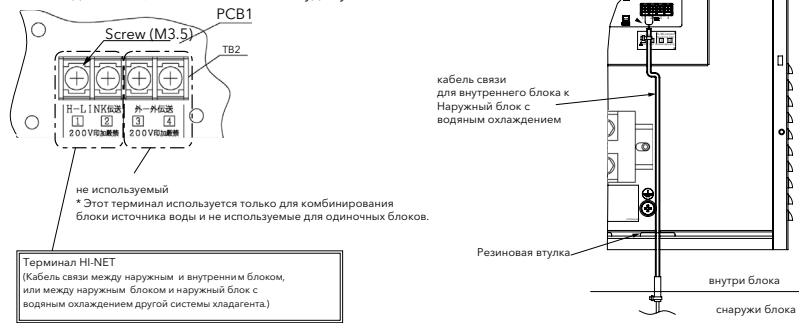 PCB1
Screw (M3.5)
TB2
H-LINK伝送
外ー外伝送
1 2 3 4
200V印加厳禁
200V印加厳禁
не используемый
* Этот терминал используется только для комбинирования
блоки источника воды и не используемые для одиночных блоков.
Терминал HI-NET
(Кабель связи между наружным и внутренним блоком,
или между наружным блоком и наружный блок с
водяным охлаждением другой системы хладагента.)
кабель связи
для внутреннего блока к
Наружный блок с
водяным охлаждением
Резиновая втулка
внутри блока
снаружи блока